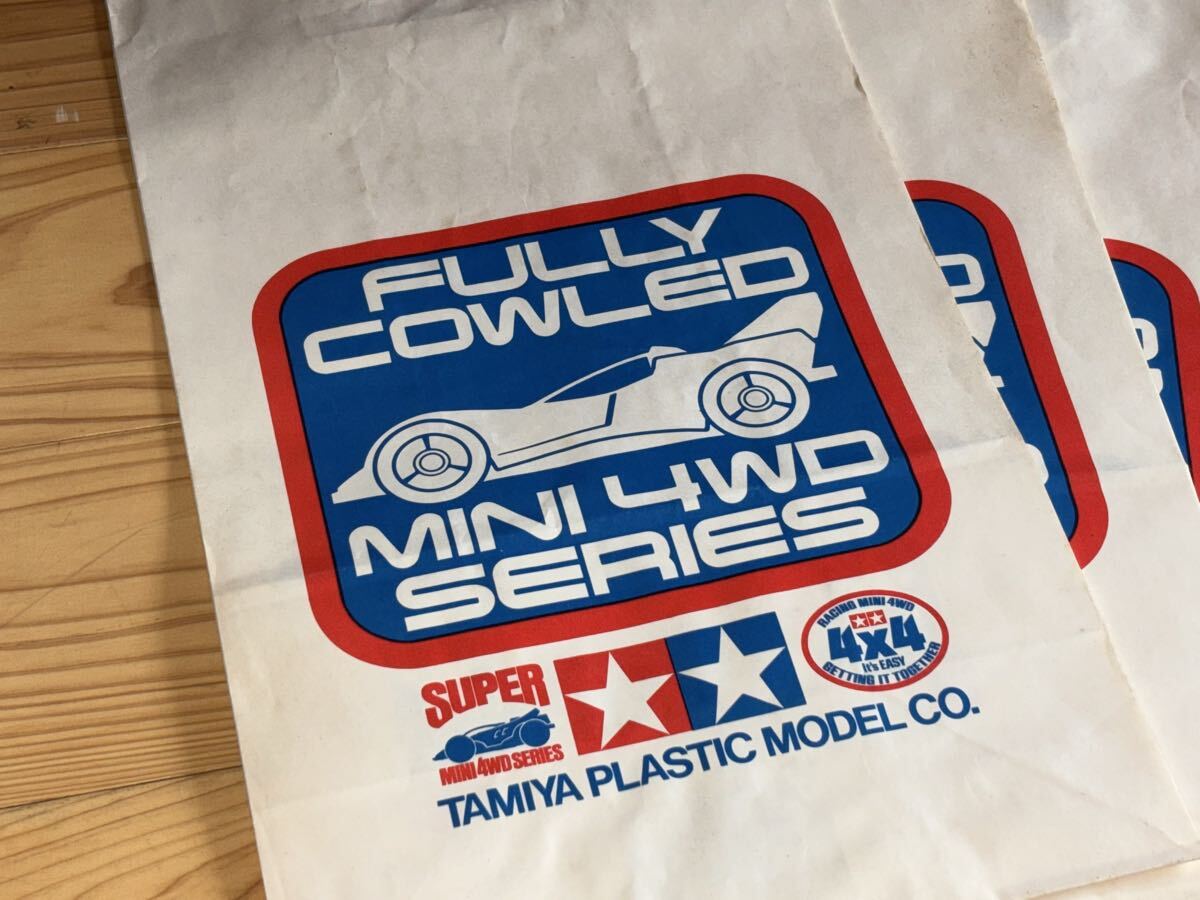 FULLY
COWLED
MINI 4WD
SERIES
SUPER
MINI 4WD SERIES
RACING MINI 4WD
4x4
It's EASY
GETTING IT TOGETHER
TAMIYA PLASTIC MODEL CO.